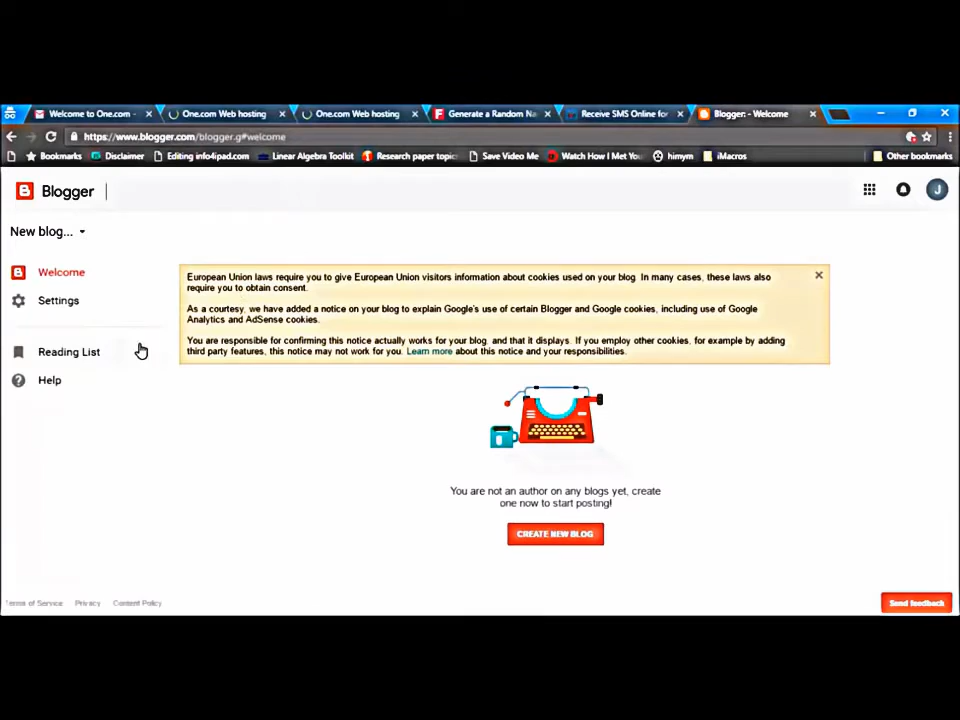 Welcome to One.com -
One.com Web hosting
One.com Web hosting
Generate a Random Na
Receive SMS Online for
Blogger: - Welcome
https://www.blogger.com/blogger.g#welcome
Bookmarks
Disclaimer
Editing info4ipad.com
Linear Algebra Toolkit
Research paper topic
Save Video Me
Watch How I Met You
himym
iMacros
Other bookmarks
Blogger
J
New blog...
Welcome
Settings
Reading List
Help
European Union laws require you to give European Union visitors information about cookies used on your blog. In many cases, these laws also
require you to obtain consent.
As a courtesy, we have added a notice on your blog to explain Google's use of certain Blogger and Google cookies, including use of Google
Analytics and AdSense cookies.
You are responsible for confirming this notice actually works for your blog, and that it displays. If you employ other cookies, for example by adding
third party features, this notice may not work for you. Learn more about this notice and your responsibilities.
You are not an author on any blogs yet, create
one now to start posting!
CREATE NEW BLOG
Terms of Service
Privacy
Content Policy
Send feedback